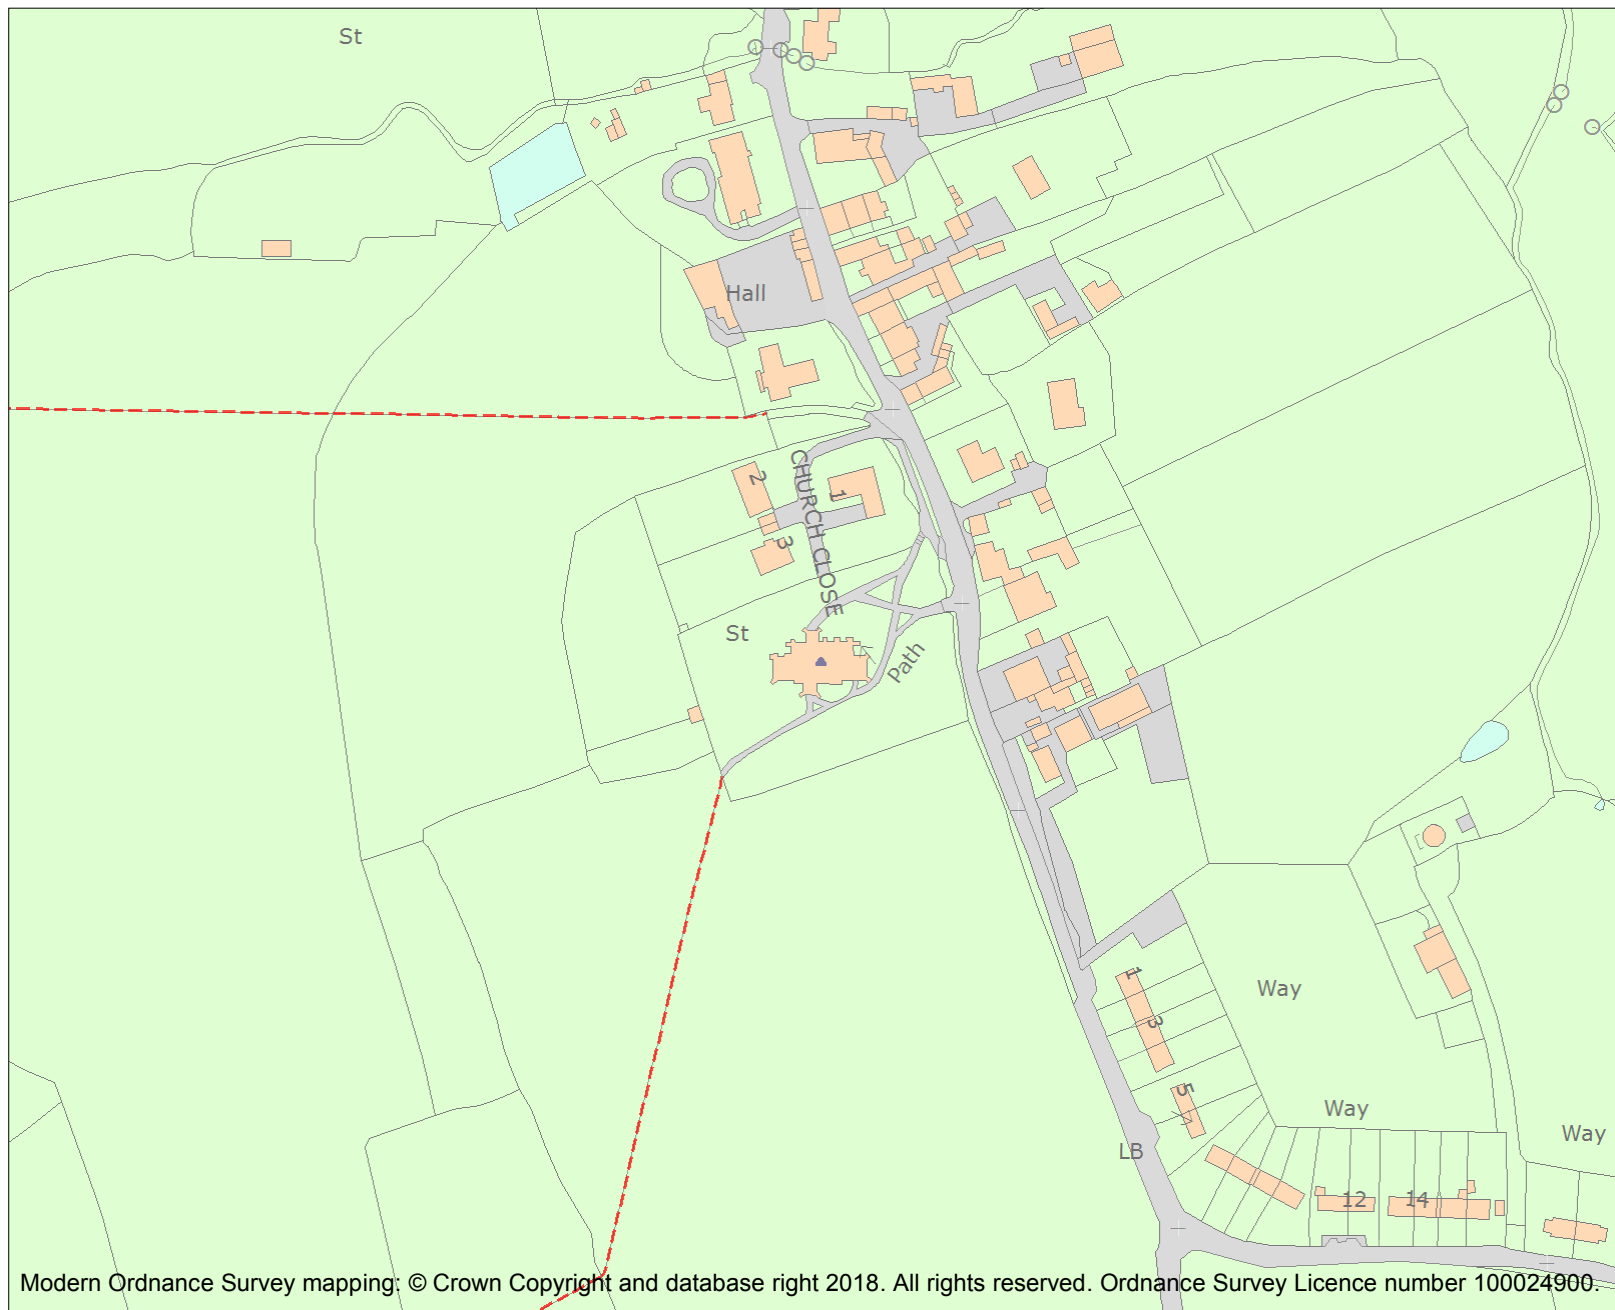 St
Hall
CHURCH CLOSE
2
1
3
St
Path
1
Way
3
5
Way
Way
LB
12
14
Modern Ordnance Survey mapping: © Crown Copyright and database right 2018. All rights reserved. Ordnance Survey Licence number 100024900.